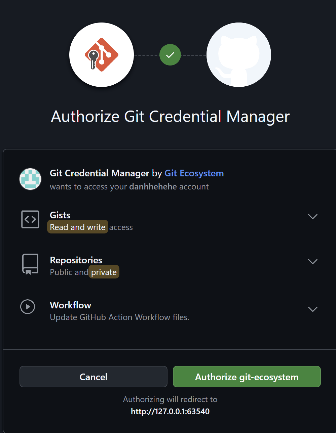 Authorize Git Credential Manager
Git Credential Manager by Git Ecosystem
wants to access your danhhehehe account
Gists
Read and write access
Repositories
Public and private
Workflow
Update GitHub Action Workflow files.
Cancel
Authorize git-ecosystem
Authorizing will redirect to
http://127.0.0.1:63540